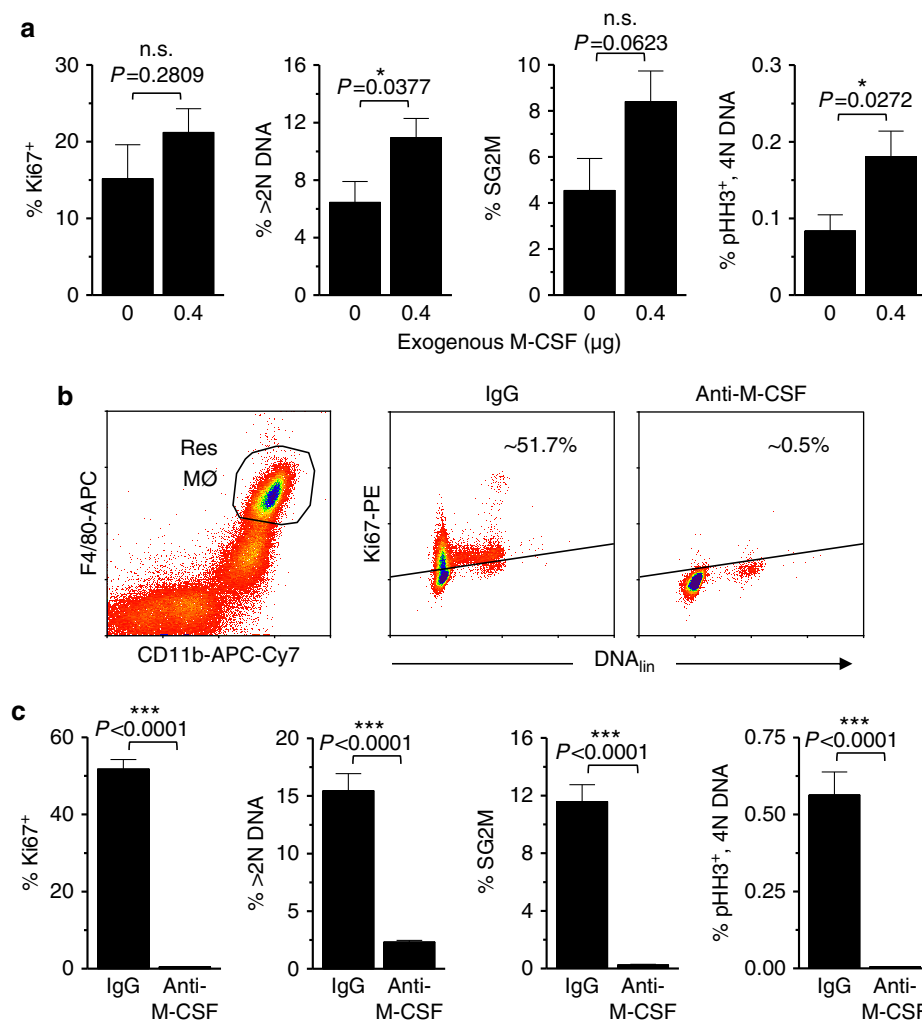 a
n.s.
P=0.2809
30
20
10
0
% Ki67+
0 0.4
*
P=0.0377
16
12
8
4
0
% >2N DNA
0 0.4
n.s.
P=0.0623
10
8
6
4
2
0
% SG2M
0 0.4
*
P=0.0272
0.3
0.2
0.1
0
% pHH3+, 4N DNA
0 0.4
Exogenous M-CSF (µg)
b
Res
MØ
F4/80-APC
CD11b-APC-Cy7
IgG
~51.7%
Ki67-PE
Anti-M-CSF
~0.5%
DNAlin
c
***
P<0.0001
60
40
20
0
% Ki67+
IgG Anti-
M-CSF
***
P<0.0001
20
15
10
5
0
% >2N DNA
IgG Anti-
M-CSF
***
P<0.0001
16
12
8
4
0
% SG2M
IgG Anti-
M-CSF
***
P<0.0001
0.75
0.50
0.25
0.00
% pHH3+, 4N DNA
IgG Anti-
M-CSF